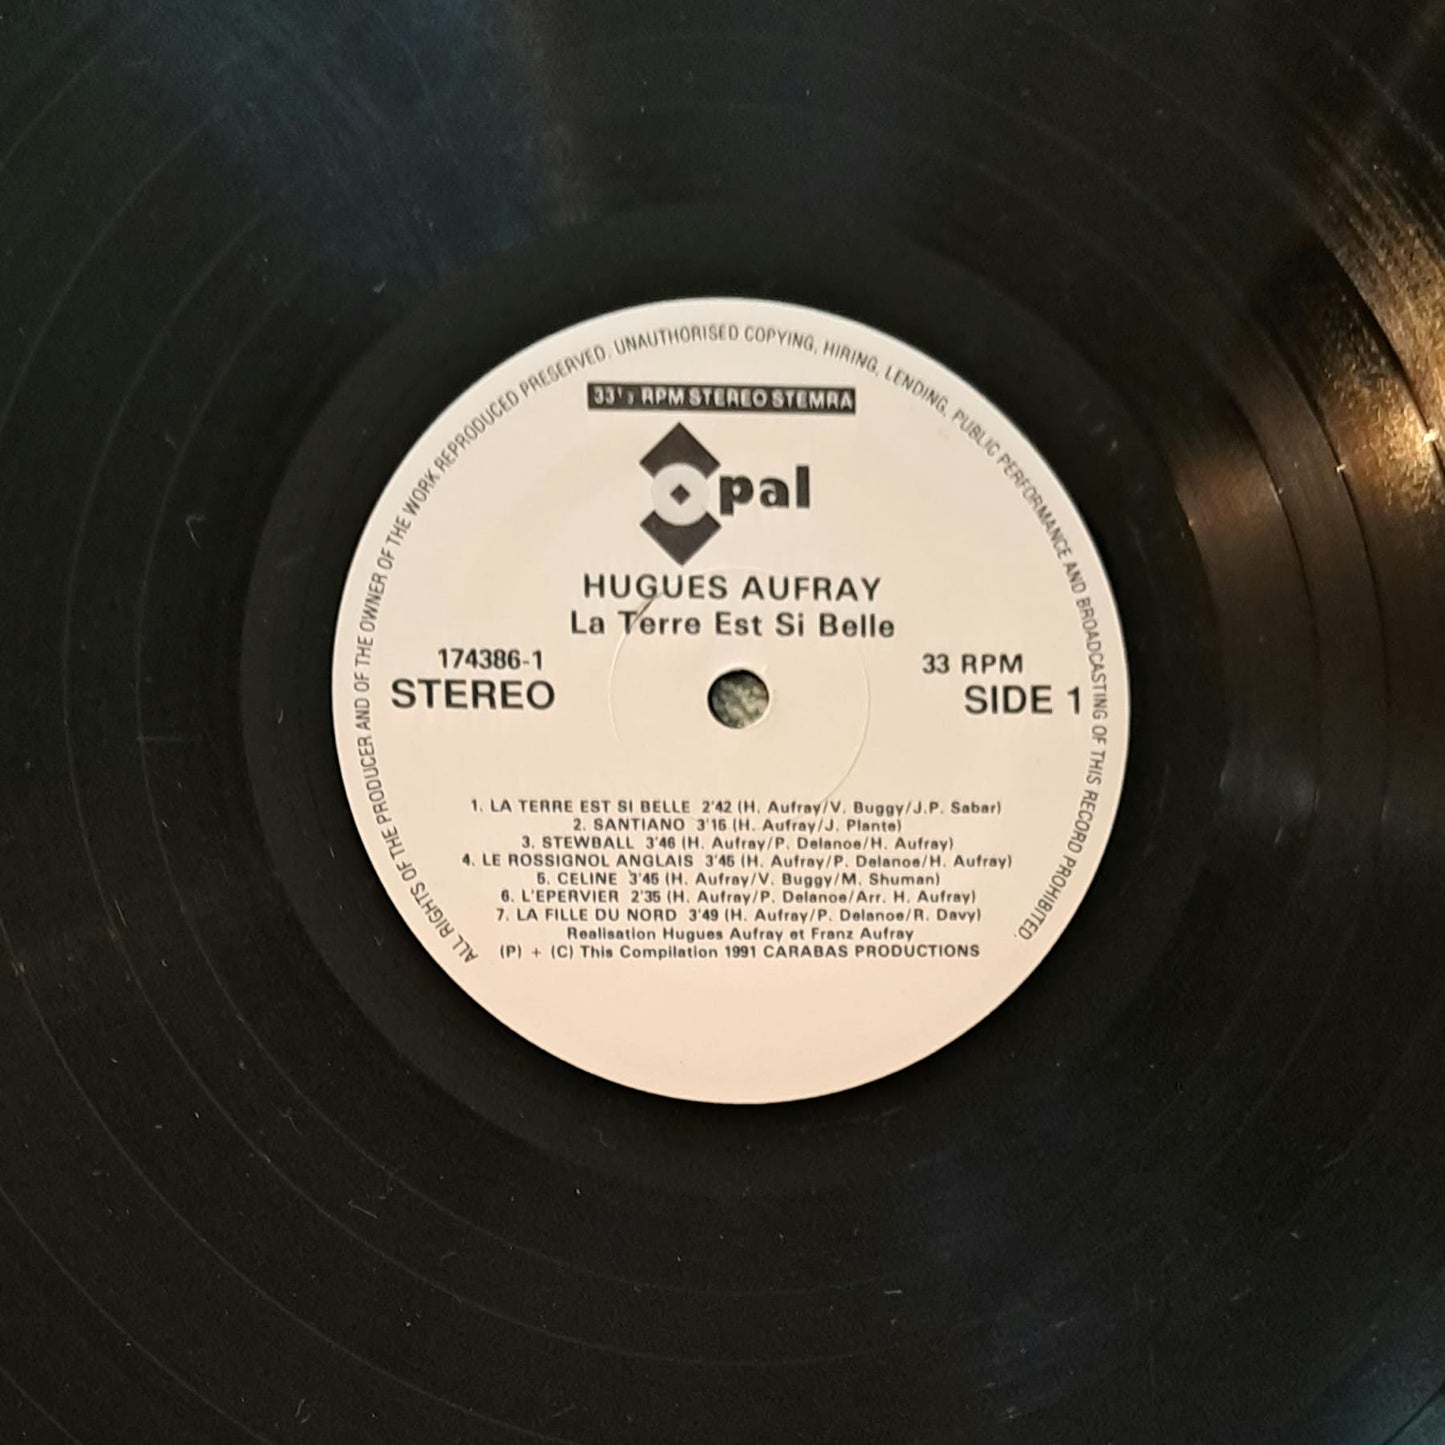 ALL RIGHTS OF THE PRODUCER AND OF THE OWNER OF THE WORK REPRODUCED PRESERVED. UNAUTHORISED COPYING, HIRING, LENDING, PUBLIC PERFORMANCE AND BROADCASTING OF THIS RECORD PROHIBITED.
33⅓ RPM STEREO STEMRA
Opal
HUGUES AUFRAY
La Terre Est Si Belle
174386-1
STEREO
33 RPM
SIDE 1
1. LA TERRE EST SI BELLE 2'42 (H. Aufray/V. Buggy/J.P. Sabar)
2. SANTIANO 3'15 (H. Aufray/J. Plante)
3. STEWBALL 3'46 (H. Aufray/P. Delanoe/H. Aufray)
4. LE ROSSIGNOL ANGLAIS 3'45 (H. Aufray/P. Delanoe/H. Aufray)
5. CELINE 3'45 (H. Aufray/V. Buggy/M. Shuman)
6. L'EPERVIER 2'35 (H. Aufray/P. Delanoe/Arr. H. Aufray)
7. LA FILLE DU NORD 3'49 (H. Aufray/P. Delanoe/R. Davy)
Realisation Hugues Aufray et Franz Aufray
(P) + (C) This Compilation 1991 CARABAS PRODUCTIONS